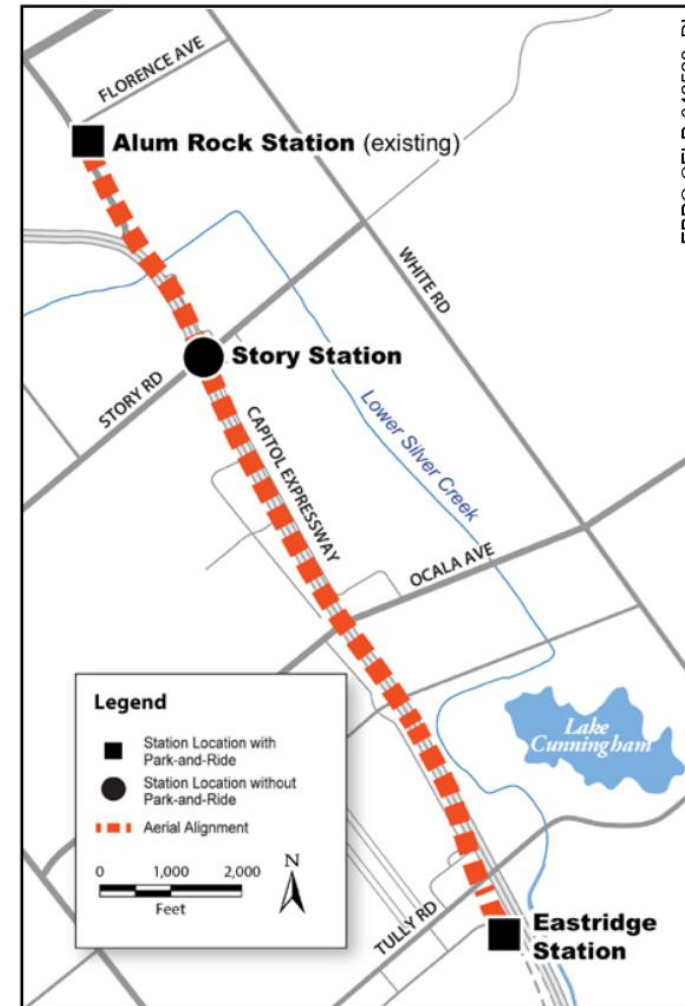 FLORENCE AVE
Alum Rock Station (existing)
WHITE RD
Story Station
STORY RD
CAPITOL EXPRESSWAY
Lower Silver Creek
OCALA AVE
Lake
Cunningham
Legend
Station Location with
Park-and-Ride
Station Location without
Park-and-Ride
Aerial Alignment
0 1,000 2,000
Feet
N
TULLY RD
Eastridge
Station